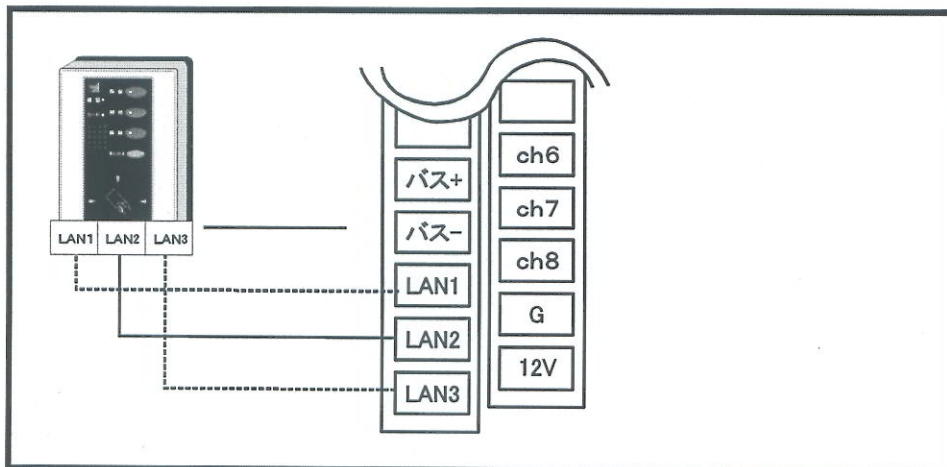 LAN1 LAN2 LAN3
バス+
バス-
LAN1
LAN2
LAN3
ch6
ch7
ch8
G
12V